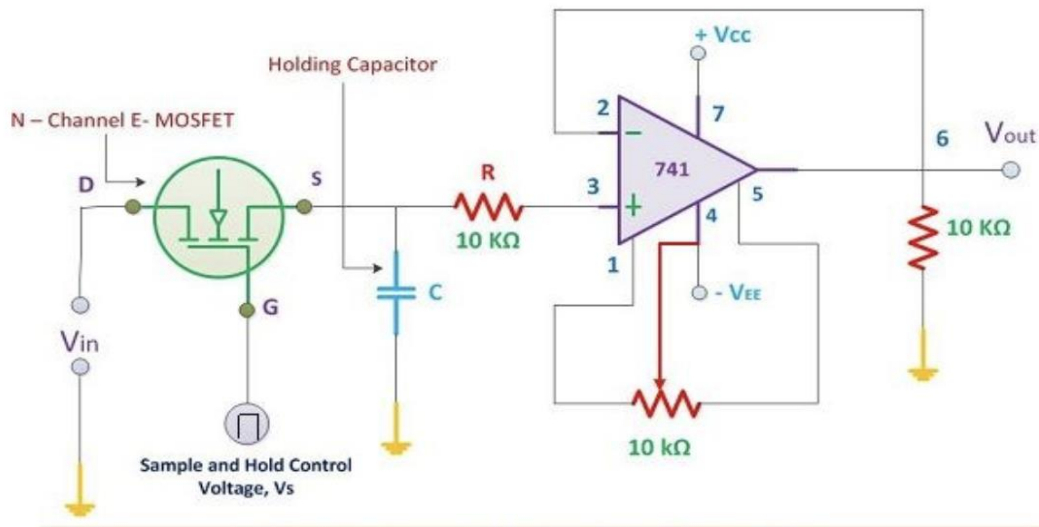 + Vcc
Holding Capacitor
N – Channel E- MOSFET
2
7
6
Vout
−
741
D
S
R
3
+
5
4
10 KΩ
10 KΩ
1
G
C
- VEE
Vin
10 kΩ
Sample and Hold Control
Voltage, Vs